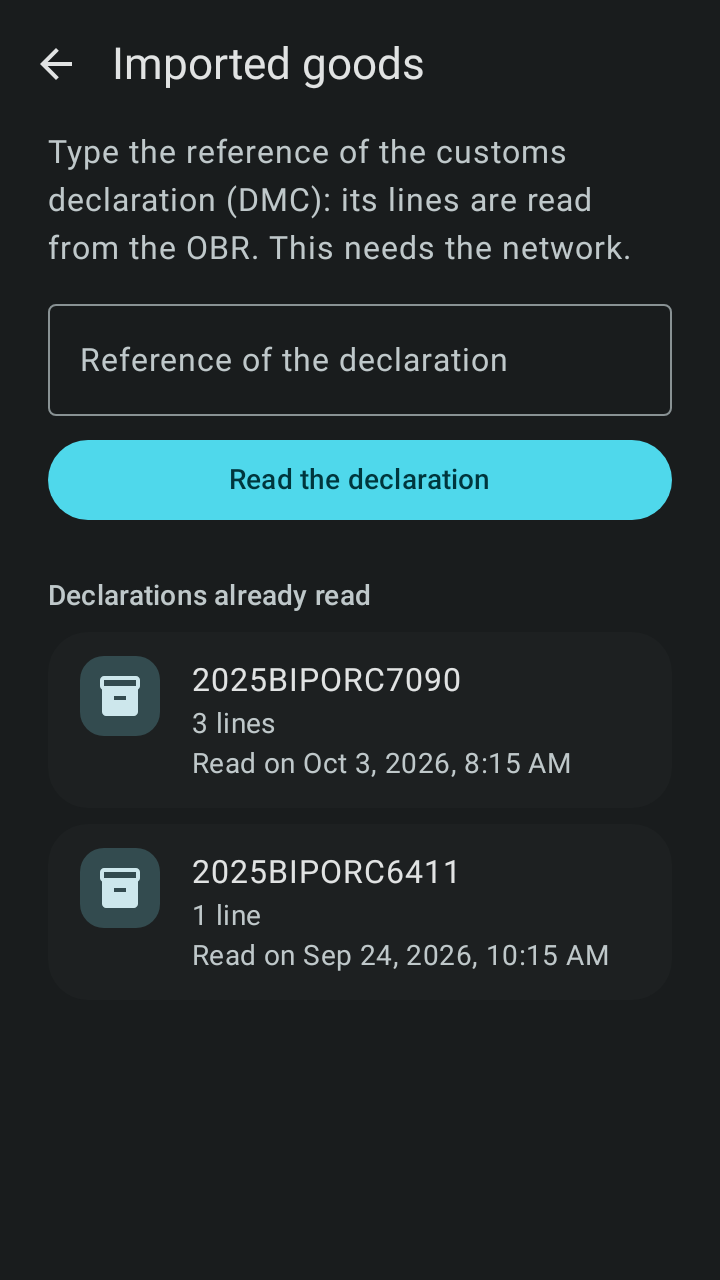 Imported goods
Type the reference of the customs
declaration (DMC): its lines are read
from the OBR. This needs the network.
Reference of the declaration
Read the declaration
Declarations already read
2025BIPORC7090
3 lines
Read on Oct 3, 2026, 8:15 AM
2025BIPORC6411
1 line
Read on Sep 24, 2026, 10:15 AM